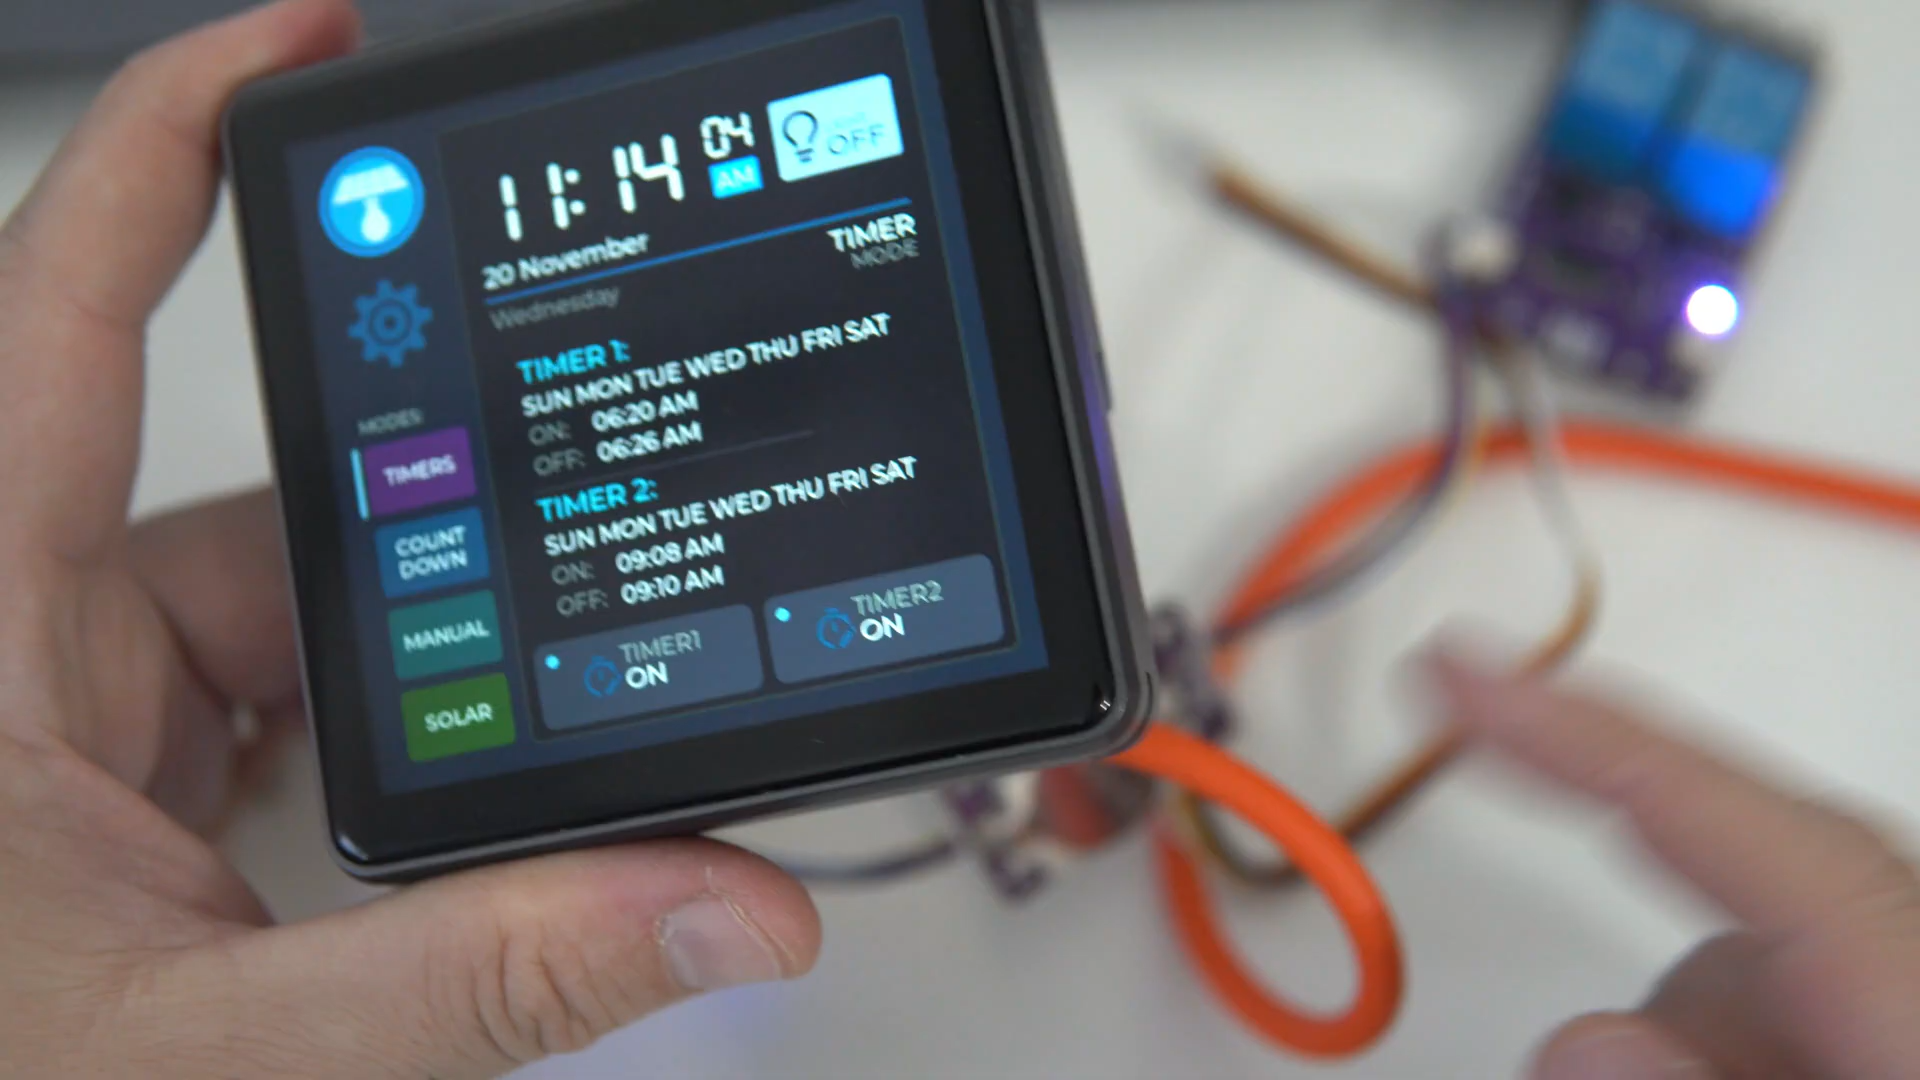 11:14 04
AM
OFF
20 November
Wednesday
TIMER
MODE
MODES:
TIMERS
COUNT
DOWN
MANUAL
SOLAR
TIMER 1:
SUN MON TUE WED THU FRI SAT
ON: 06:20 AM
OFF: 06:26 AM
TIMER 2:
SUN MON TUE WED THU FRI SAT
ON: 09:08 AM
OFF: 09:10 AM
TIMER1
ON
TIMER2
ON